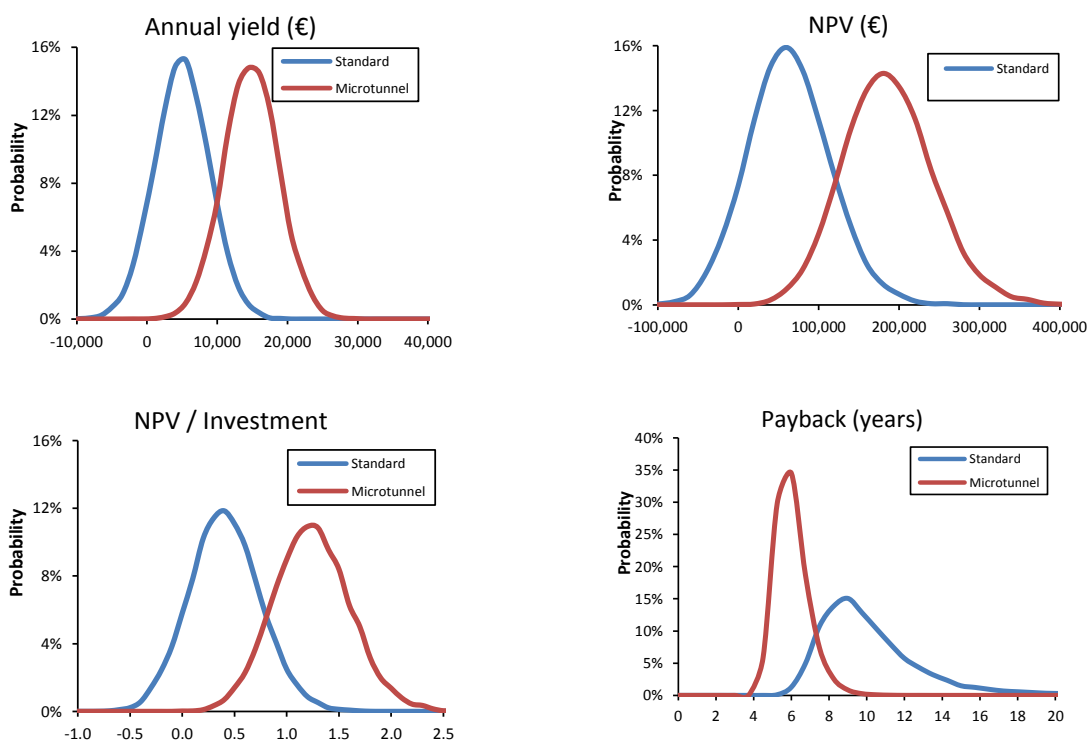 Annual yield (€)
Standard
Microtunnel
Probability
16%
12%
8%
4%
0%
-10,000 0 10,000 20,000 30,000 40,000
NPV (€)
Standard
Probability
16%
12%
8%
4%
0%
-100,000 0 100,000 200,000 300,000 400,000
NPV / Investment
Standard
Microtunnel
Probability
16%
12%
8%
4%
0%
-1.0 -0.5 0.0 0.5 1.0 1.5 2.0 2.5
Payback (years)
Standard
Microtunnel
Probability
40%
35%
30%
25%
20%
15%
10%
5%
0%
0 2 4 6 8 10 12 14 16 18 20